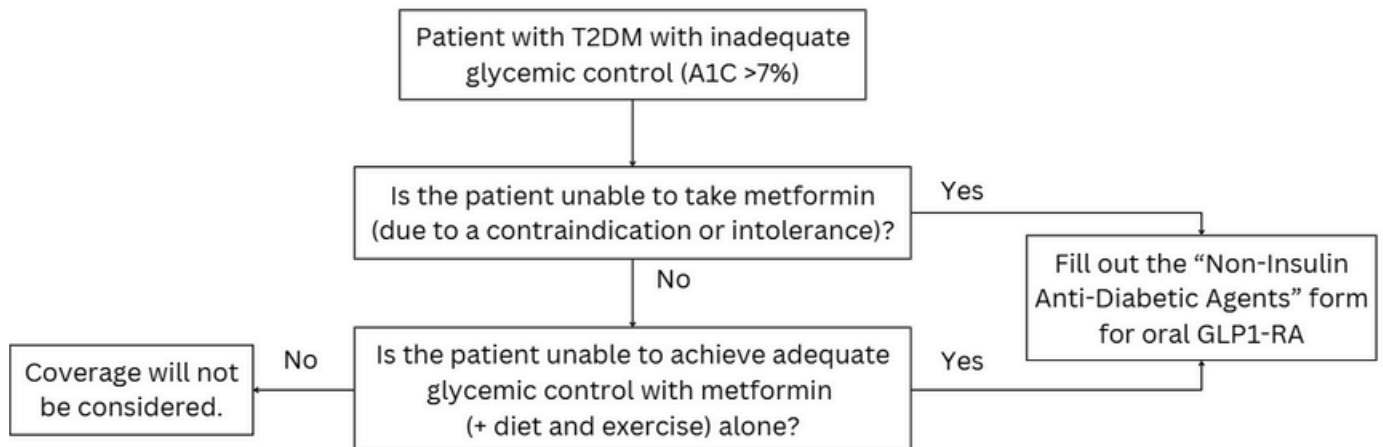 Patient with T2DM with inadequate
glycemic control (A1C >7%)
Is the patient unable to take metformin
(due to a contraindication or intolerance)?
Yes
Fill out the “Non-Insulin
Anti-Diabetic Agents” form
for oral GLP1-RA
No
Is the patient unable to achieve adequate
glycemic control with metformin
(+ diet and exercise) alone?
Yes
No
Coverage will not
be considered.